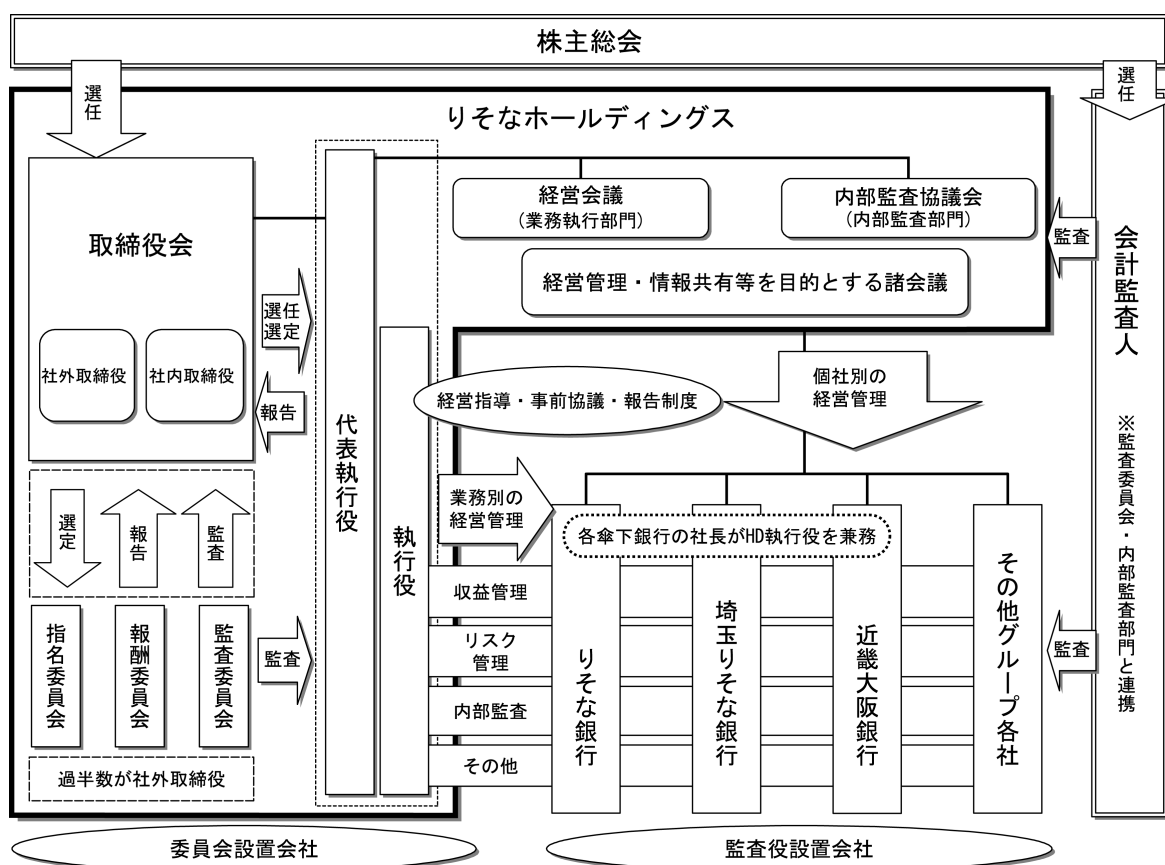 株主総会
選任
選任
りそなホールディングス
取締役会
社外取締役
社内取締役
選任
選定
報告
経営会議
(業務執行部門)
内部監査協議会
(内部監査部門)
経営管理・情報共有等を目的とする諸会議
監査
会計監査人
※監査委員会・内部監査部門と連携
代表執行役
執行役
経営指導・事前協議・報告制度
個社別の
経営管理
業務別の
経営管理
各傘下銀行の社長がHD執行役を兼務
選定
報告
監査
指名委員会
報酬委員会
監査委員会
監査
過半数が社外取締役
収益管理
リスク
管理
内部監査
その他
りそな銀行
埼玉りそな銀行
近畿大阪銀行
その他グループ各社
監査
委員会設置会社
監査役設置会社